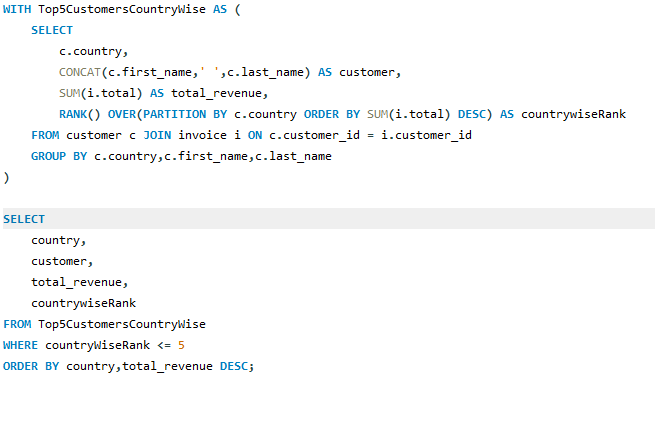 WITH Top5CustomersCountryWise AS (
    SELECT
        c.country,
        CONCAT(c.first_name,' ',c.last_name) AS customer,
        SUM(i.total) AS total_revenue,
        RANK() OVER(PARTITION BY c.country ORDER BY SUM(i.total) DESC) AS countrywiseRank
    FROM customer c JOIN invoice i ON c.customer_id = i.customer_id
    GROUP BY c.country,c.first_name,c.last_name
)
SELECT
    country,
    customer,
    total_revenue,
    countrywiseRank
FROM Top5CustomersCountryWise
WHERE countryWiseRank <= 5
ORDER BY country,total_revenue DESC;